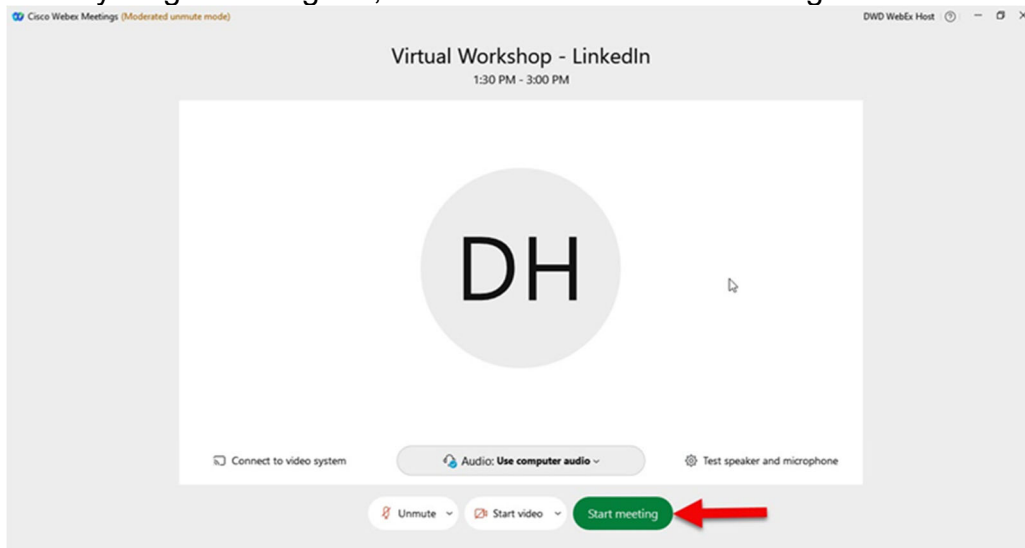 Cisco Webex Meetings (Moderated unmute mode)
DWD WebEx Host
Virtual Workshop - LinkedIn
1:30 PM - 3:00 PM
DH
Connect to video system
Audio: Use computer audio
Test speaker and microphone
Unmute
Start video
Start meeting